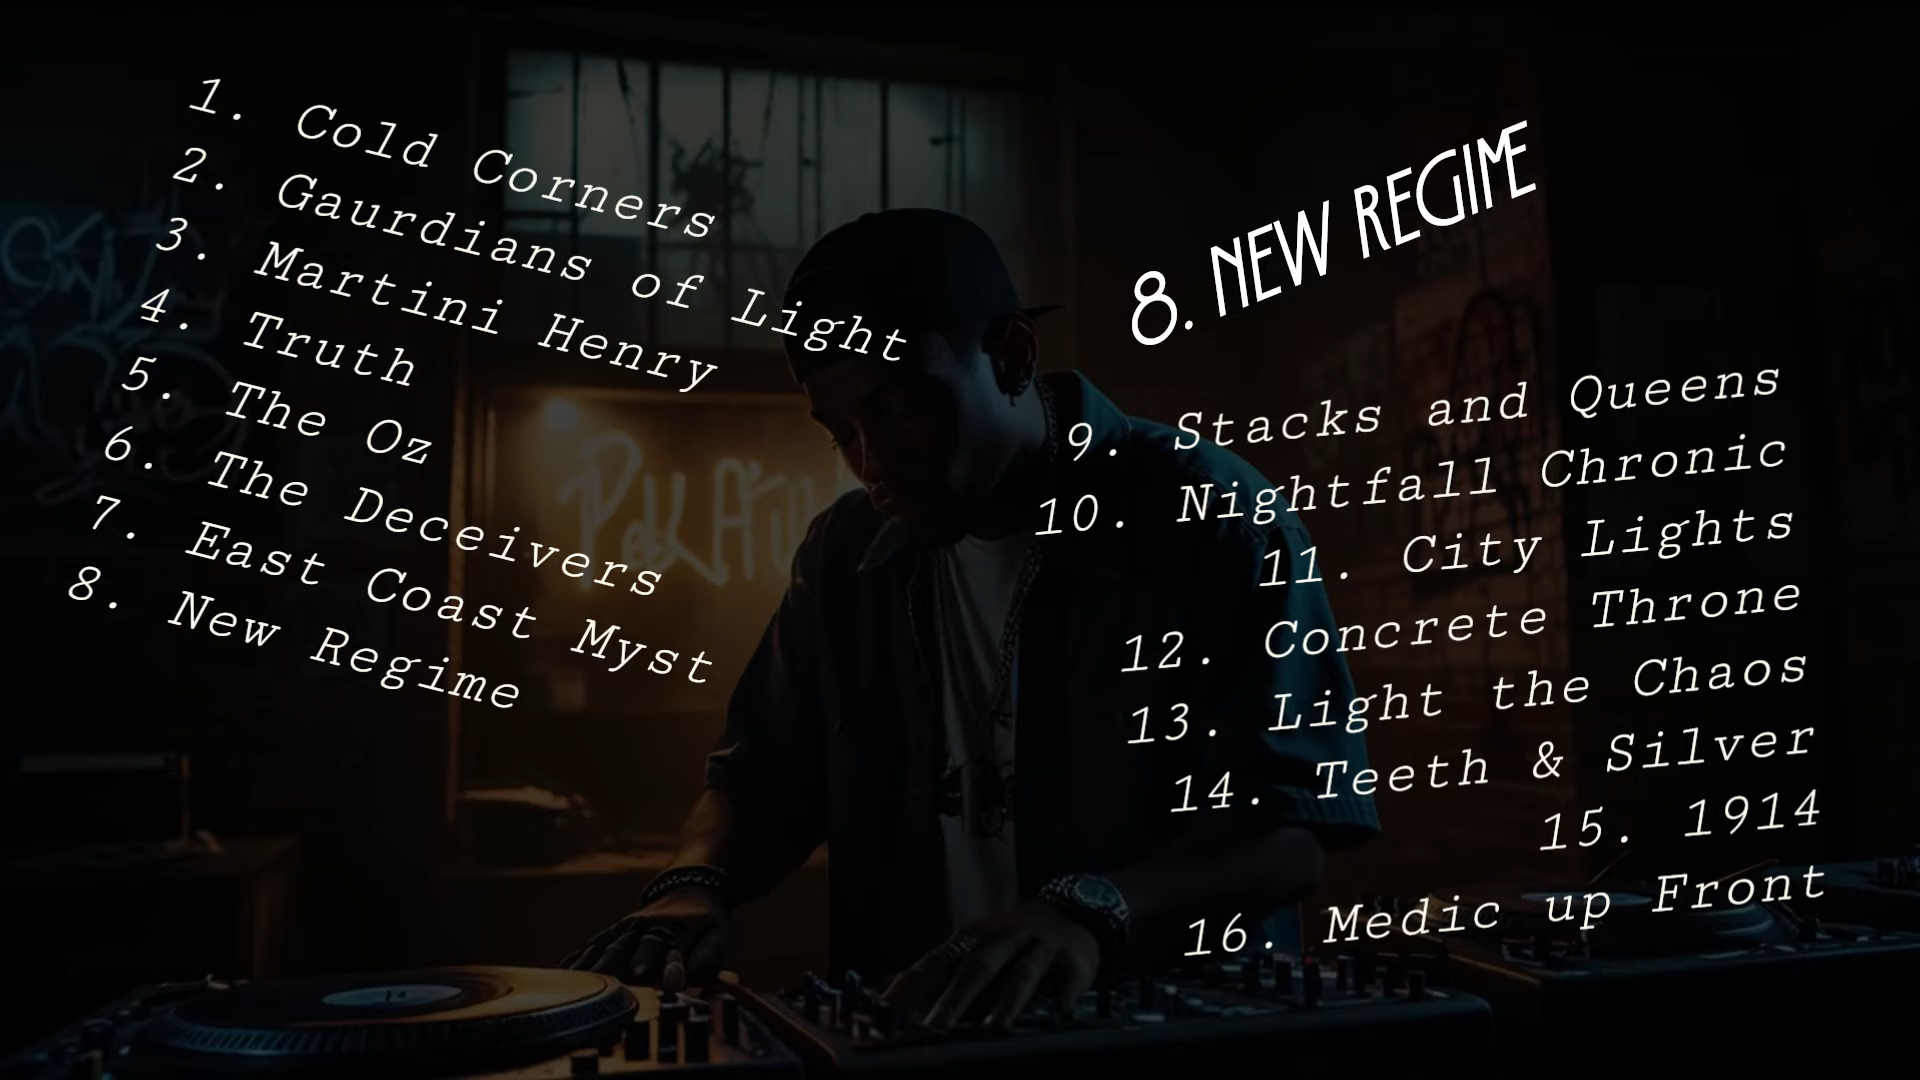 1. Cold Corners
2. Gaurdians of Light
3. Martini Henry
4. Truth
5. The Oz
6. The Deceivers
7. East Coast Myst
8. New Regime
8. NEW REGIME
9. Stacks and Queens
10. Nightfall Chronic
11. City Lights
12. Concrete Throne
13. Light the Chaos
14. Teeth & Silver
15. 1914
16. Medic up Front